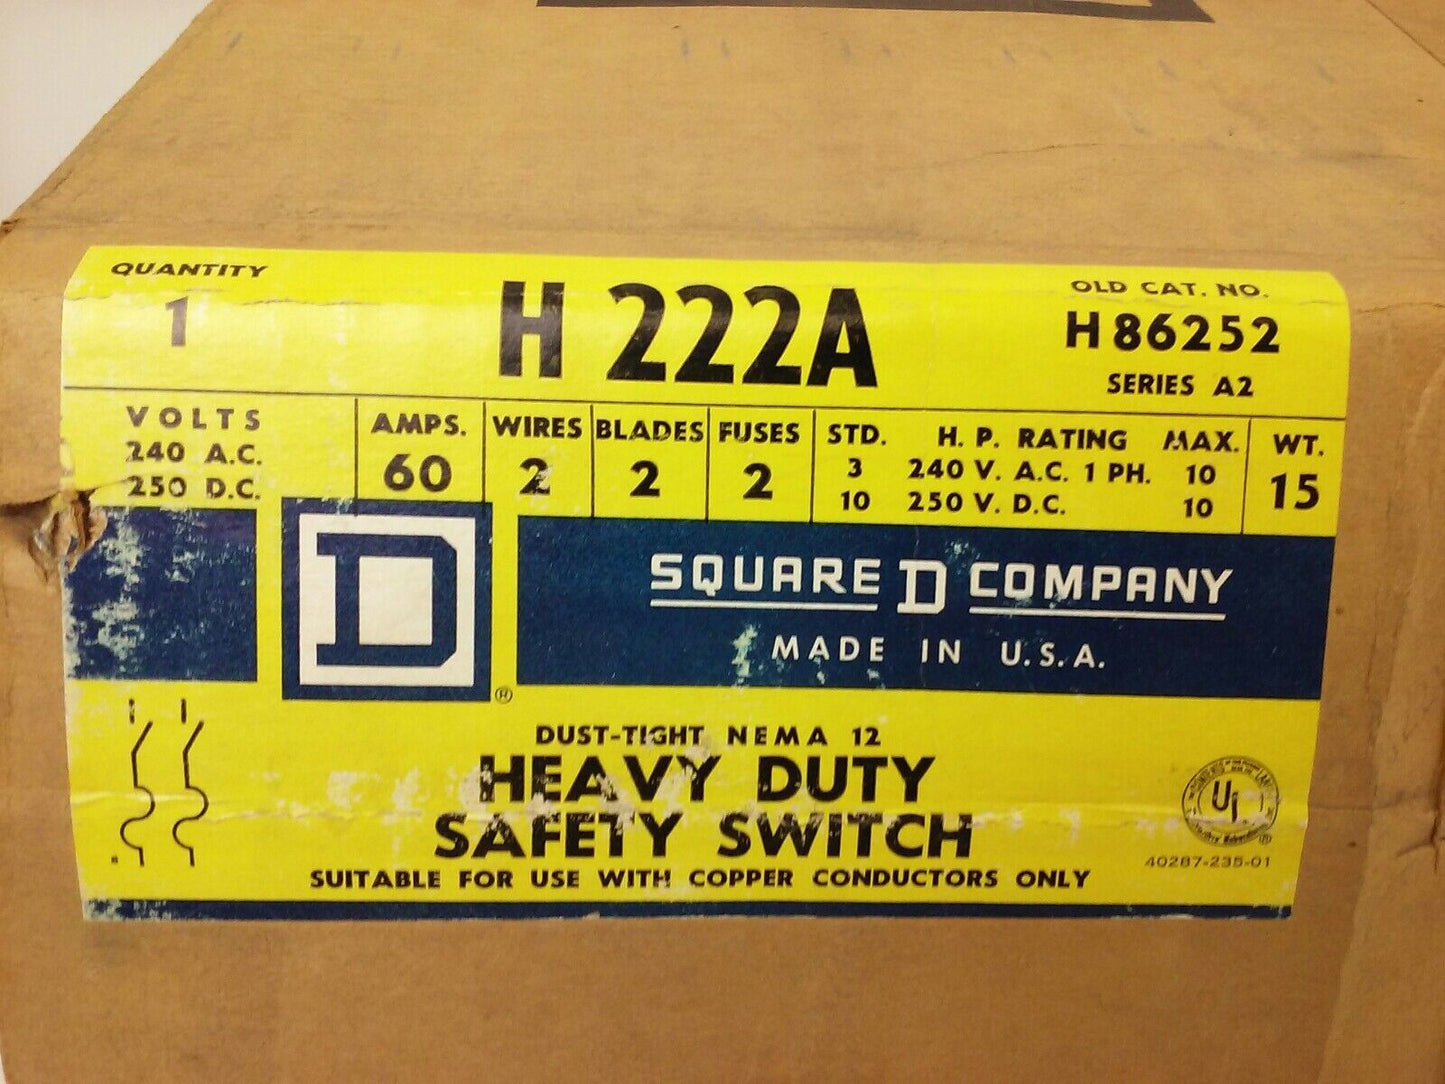 QUANTITY
1
H 222A
OLD CAT. NO.
H86252
SERIES A2
VOLTS
240 A.C.
250 D.C.
AMPS.
60
WIRES
2
BLADES
2
FUSES
2
STD. H. P. RATING MAX.
3 240 V. A.C. 1 PH. 10
10 250 V. D.C. 10
WT.
15
D
®
SQUARE D COMPANY
MADE IN U.S.A.
DUST-TIGHT NEMA 12
HEAVY DUTY
SAFETY SWITCH
SUITABLE FOR USE WITH COPPER CONDUCTORS ONLY
40287-235-01